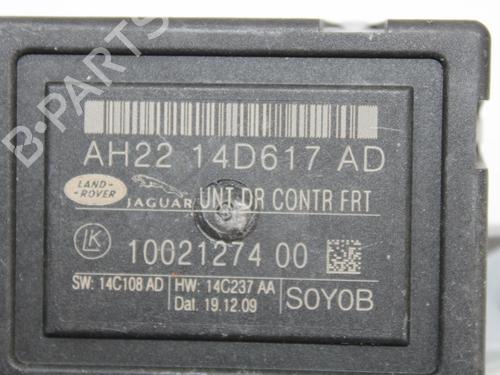 B-PARTS
AH22 14D617 AD
LAND-
ROVER
JAGUAR
UNT DR CONTR FRT
LK
10021274 00
SW: 14C108 AD
HW: 14C237 AA
Dat. 19.12.09
SOYOB